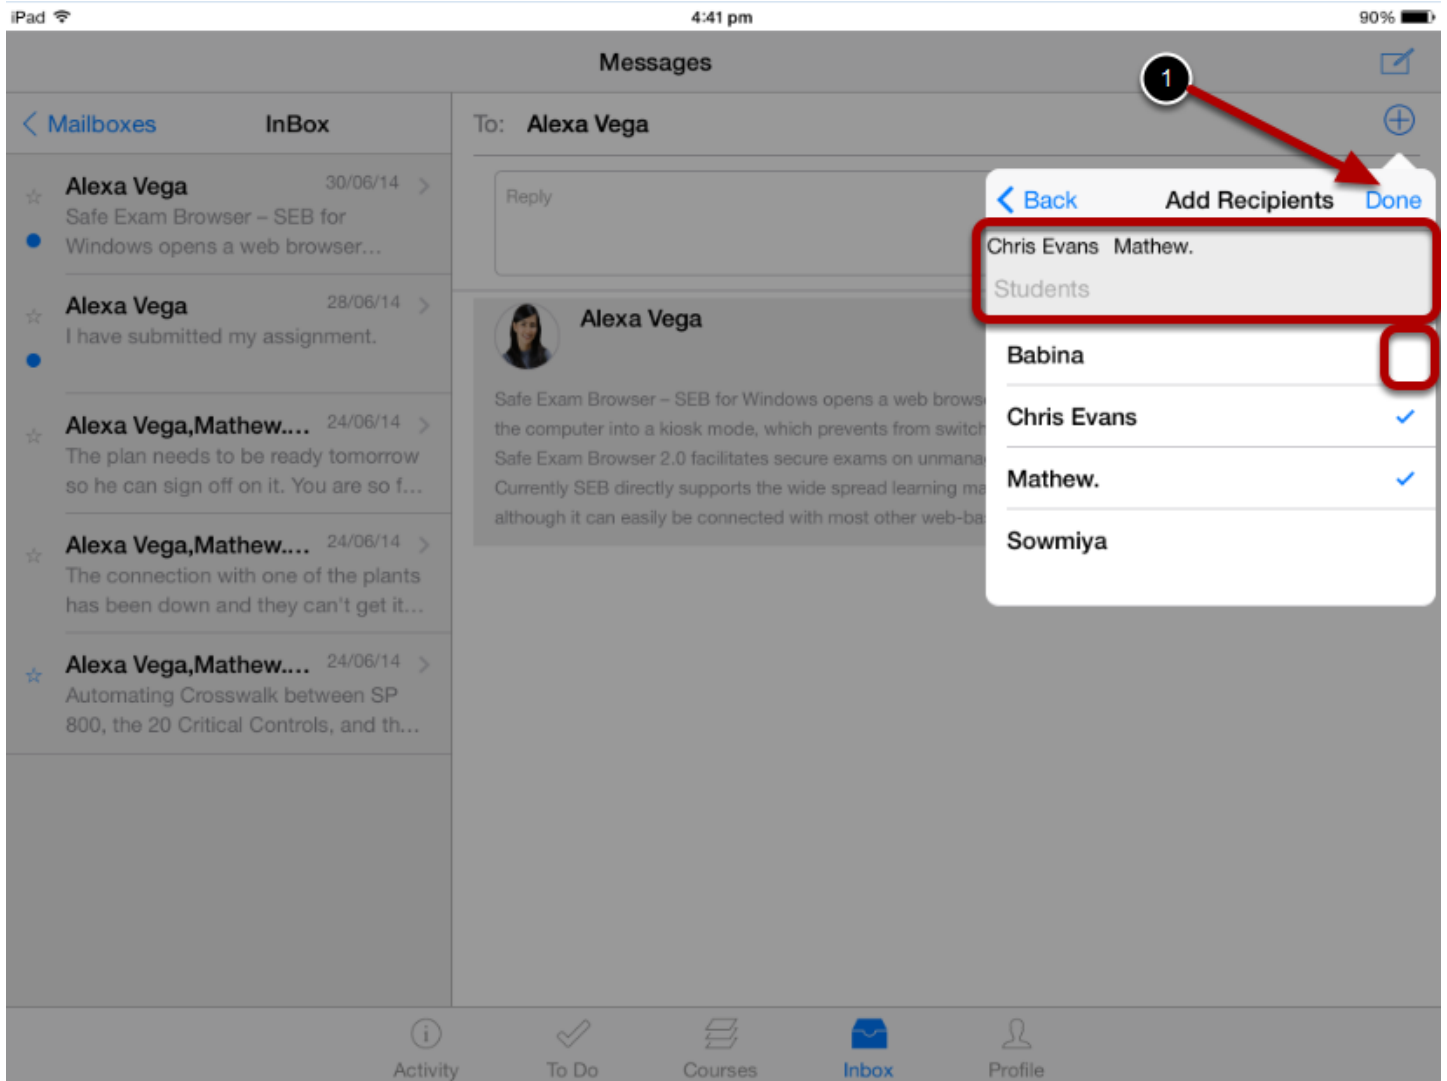 iPad
4:41 pm
90%
Messages
1
Mailboxes
InBox
Alexa Vega 30/06/14
Safe Exam Browser – SEB for
Windows opens a web browser...
Alexa Vega 28/06/14
I have submitted my assignment.
Alexa Vega,Mathew.... 24/06/14
The plan needs to be ready tomorrow
so he can sign off on it. You are so f...
Alexa Vega,Mathew.... 24/06/14
The connection with one of the plants
has been down and they can't get it...
Alexa Vega,Mathew.... 24/06/14
Automating Crosswalk between SP
800, the 20 Critical Controls, and th...
To: Alexa Vega
Reply
Alexa Vega
Safe Exam Browser – SEB for Windows opens a web brows
the computer into a kiosk mode, which prevents from switch
Safe Exam Browser 2.0 facilitates secure exams on unmana
Currently SEB directly supports the wide spread learning ma
although it can easily be connected with most other web-ba
Back Add Recipients Done
Chris Evans Mathew.
Students
Babina
Chris Evans
Mathew.
Sowmiya
Activity To Do Courses Inbox Profile